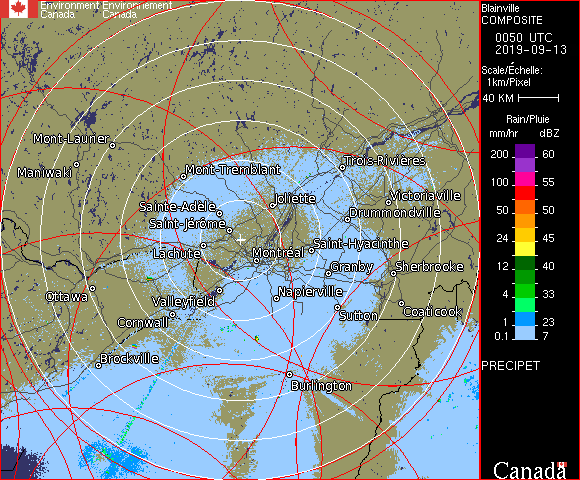 Environment Environnement
Canada Canada
Blainville
COMPOSITE
0050 UTC
2019-09-13
Scale/Échelle:
1km/Pixel
40 KM
Rain/Pluie
mm/hr dBZ
200 60
100 55
50 50
24 45
12 40
4 33
1 23
0.1 7
PRECIPET
Canada
Mont-Laurier
Maniwaki
Mont-Tremblant
Trois-Rivières
Joliette
Victoriaville
Sainte-Adèle
Drummondville
Saint-Jérôme
Lachute
Saint-Hyacinthe
Montréal
Granby
Sherbrooke
Ottawa
Valleyfield
Napierville
Coaticook
Cornwall
Sutton
Brockville
Burlington